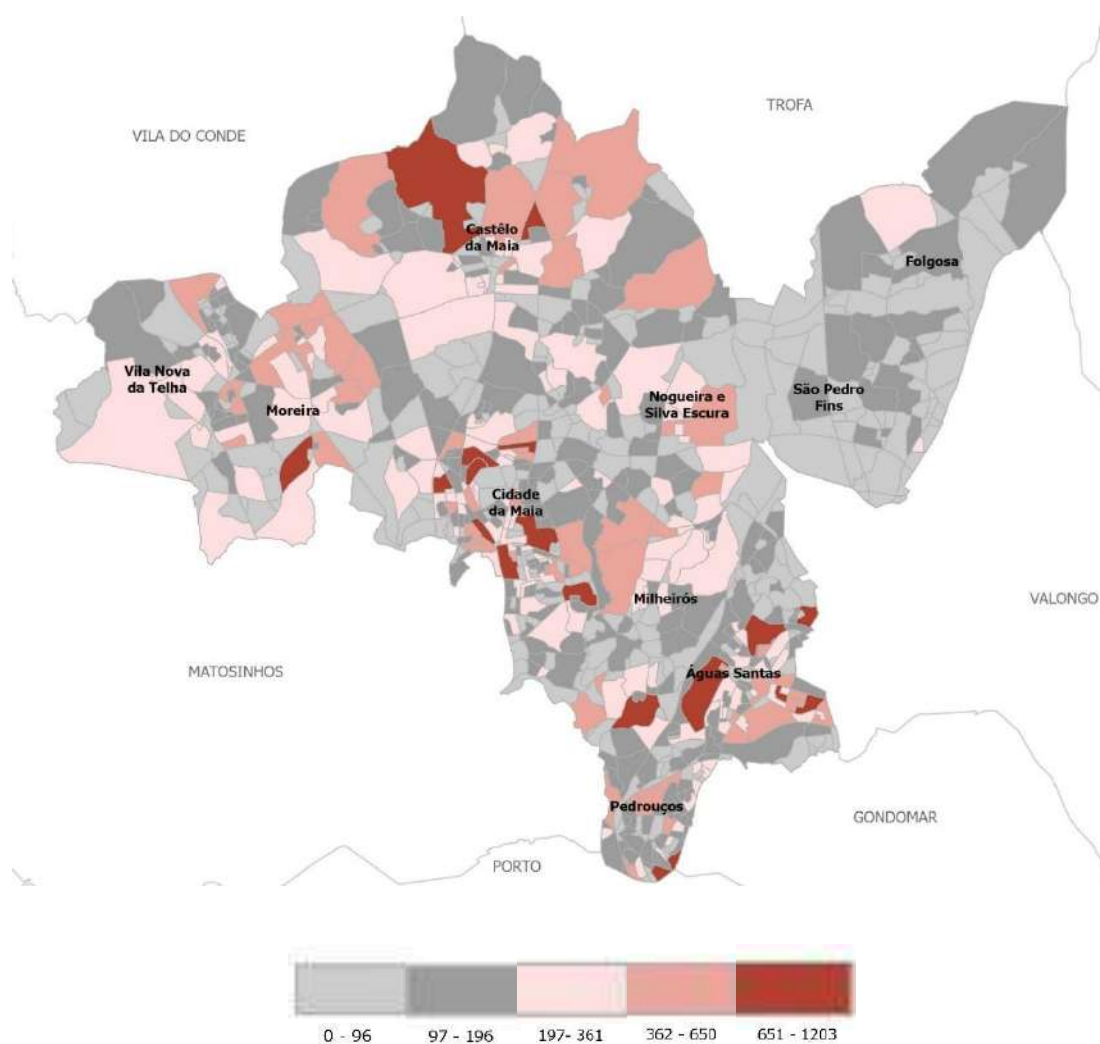 TROFA
VILA DO CONDE
Castêlo
da Maia
Folgosa
Vila Nova
da Telha
Moreira
Nogueira e
Silva Escura
São Pedro
Fins
Cidade
da Maia
Milheirós
VALONGO
MATOSINHOS
Águas Santas
Pedrouços
GONDOMAR
PORTO
0 - 96
97 - 196
197- 361
362 - 650
651 - 1203